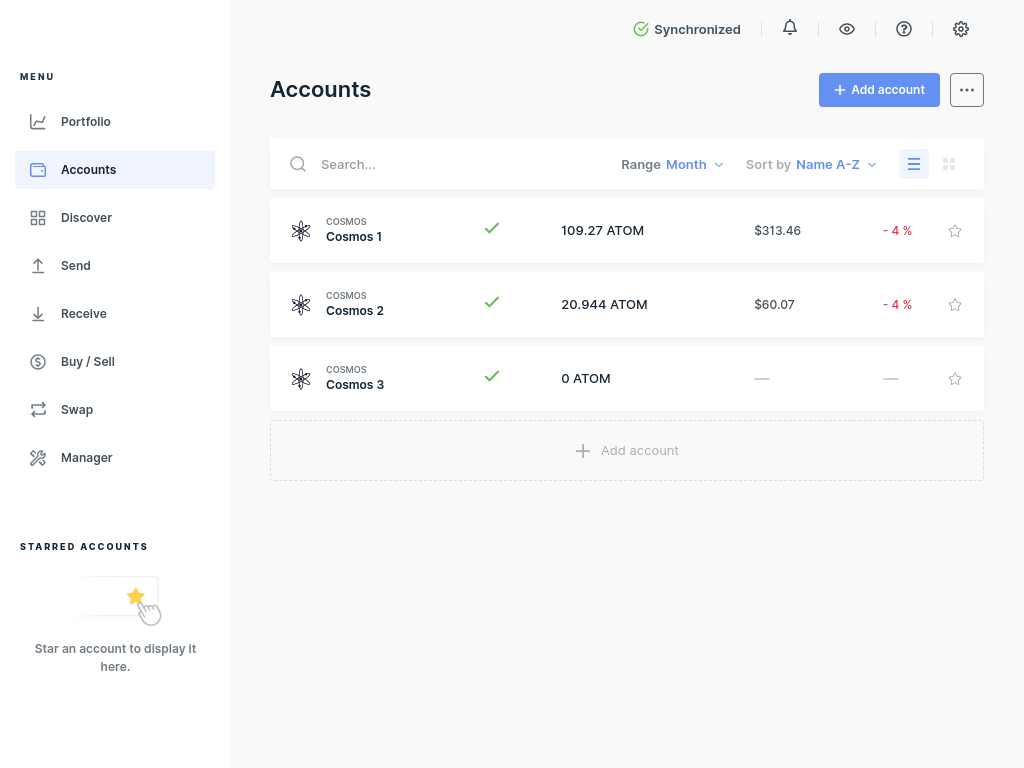 Synchronized
MENU
Portfolio
Accounts
Discover
Send
Receive
Buy / Sell
Swap
Manager
STARRED ACCOUNTS
Star an account to display it
here.
Accounts
Add account
Search...
Range Month
Sort by Name A-Z
COSMOS
Cosmos 1
109.27 ATOM
$313.46
- 4 %
COSMOS
Cosmos 2
20.944 ATOM
$60.07
- 4 %
COSMOS
Cosmos 3
0 ATOM
—
—
Add account